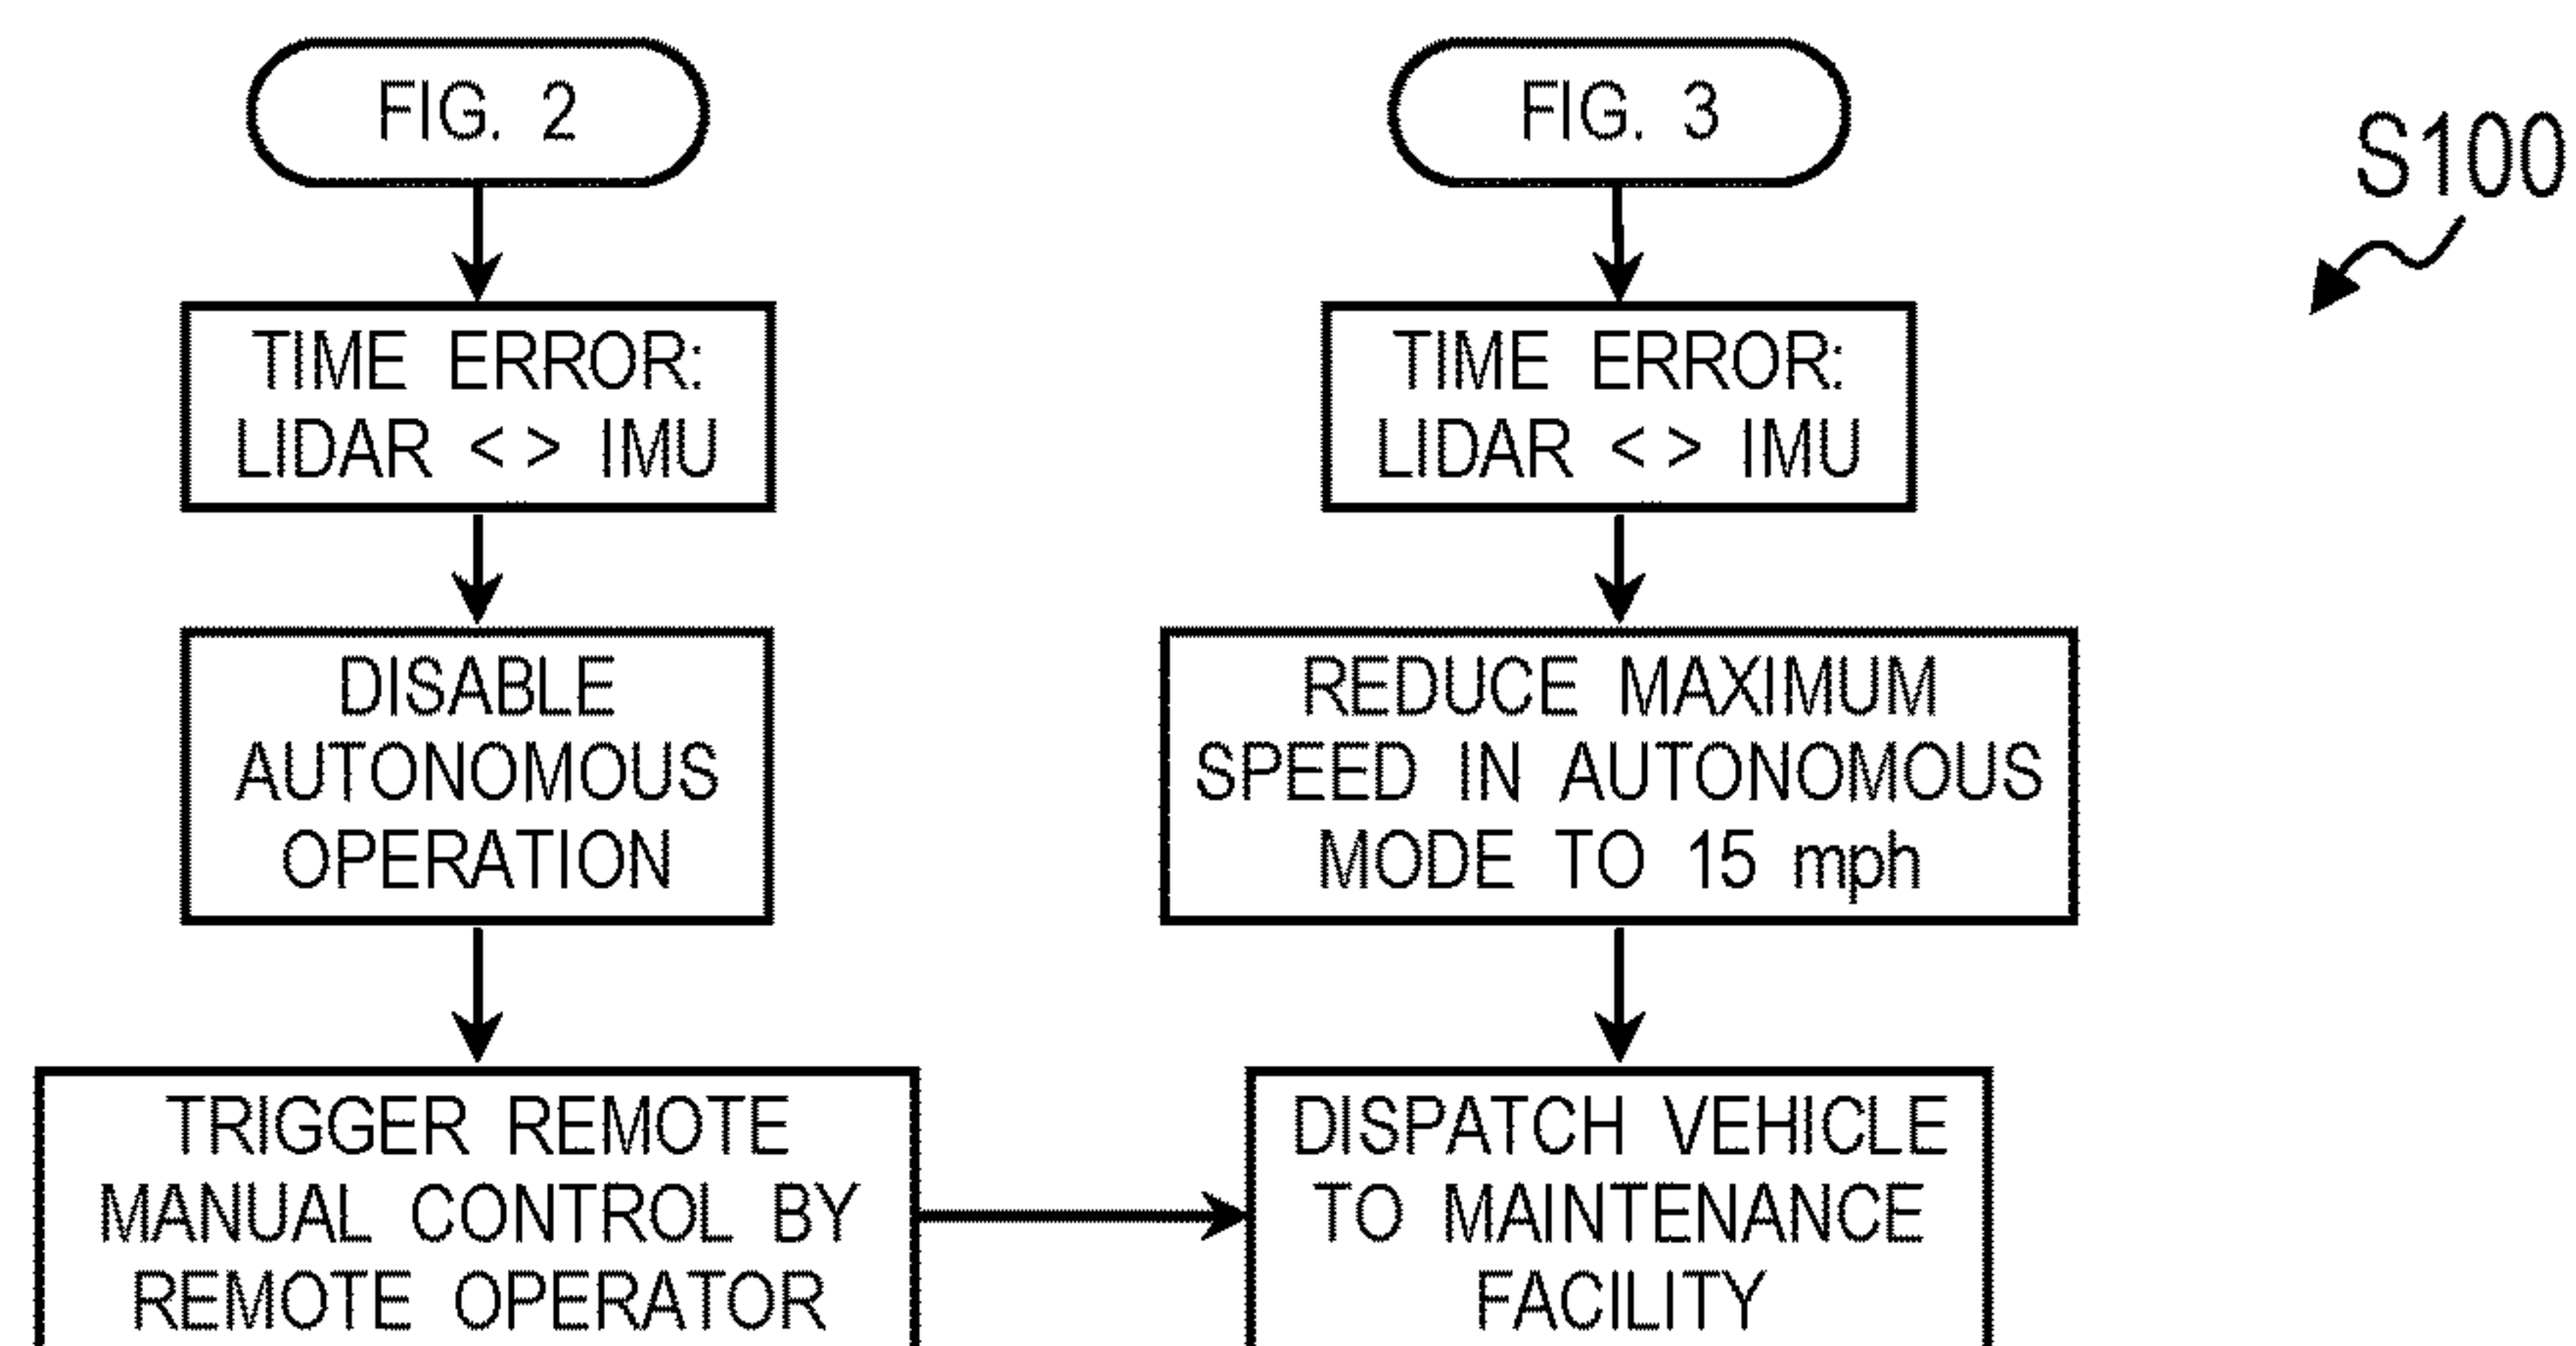 FIG. 2
TIME ERROR:
LIDAR < > IMU
DISABLE
AUTONOMOUS
OPERATION
TRIGGER REMOTE
MANUAL CONTROL BY
REMOTE OPERATOR
FIG. 3
TIME ERROR:
LIDAR < > IMU
REDUCE MAXIMUM
SPEED IN AUTONOMOUS
MODE TO 15 mph
DISPATCH VEHICLE
TO MAINTENANCE
FACILITY
S100